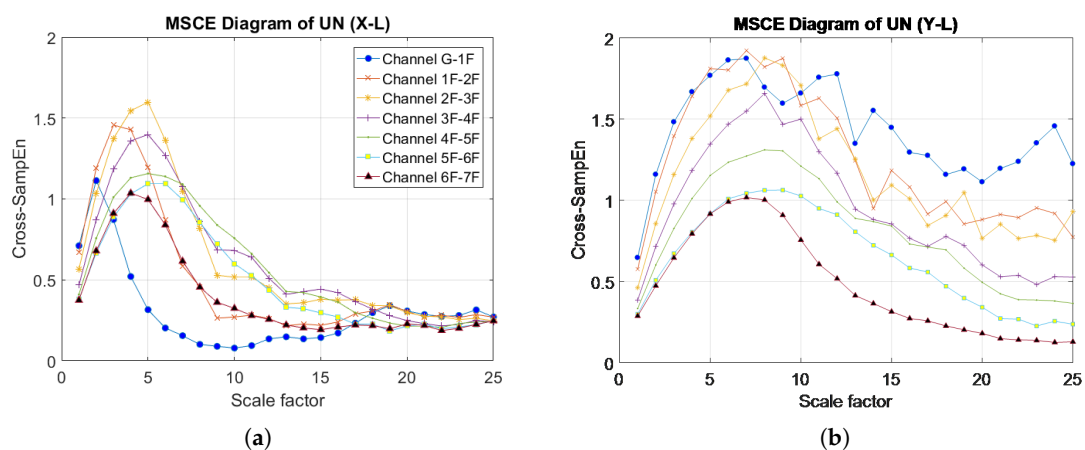 MSCE Diagram of UN (X-L)
Cross-SampEn
2
1.5
1
0.5
0
0 5 10 15 20 25
Scale factor
Channel G-1F
Channel 1F-2F
Channel 2F-3F
Channel 3F-4F
Channel 4F-5F
Channel 5F-6F
Channel 6F-7F
(a)
MSCE Diagram of UN (Y-L)
Cross-SampEn
2
1.5
1
0.5
0
0 5 10 15 20 25
Scale factor
(b)